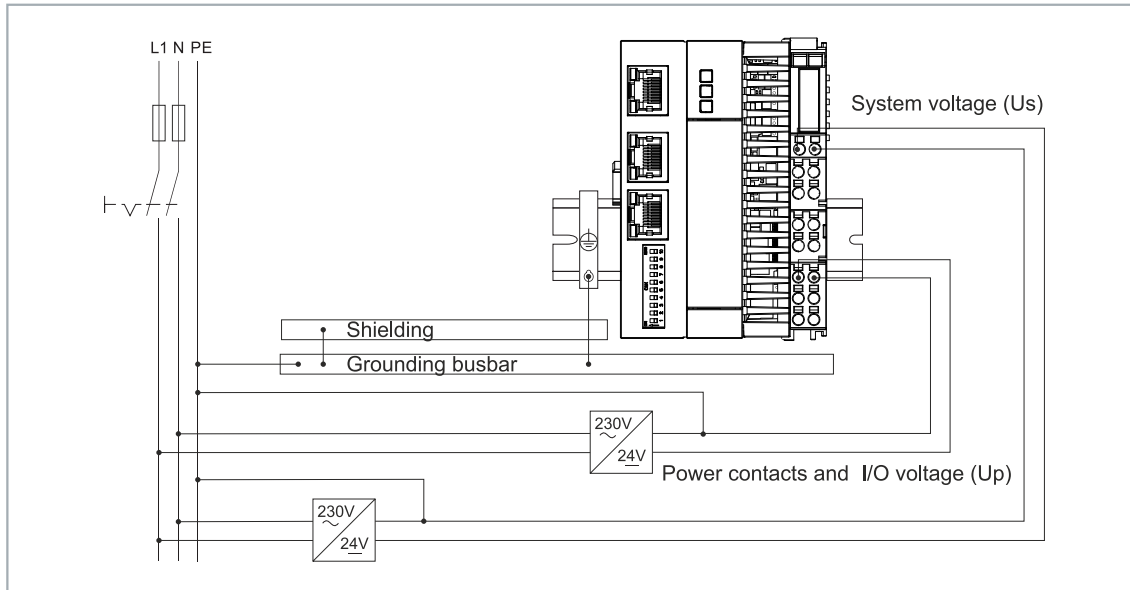 L1 N PE
System voltage (Us)
Shielding
Grounding busbar
230V
24V
Power contacts and I/O voltage (Up)
230V
24V